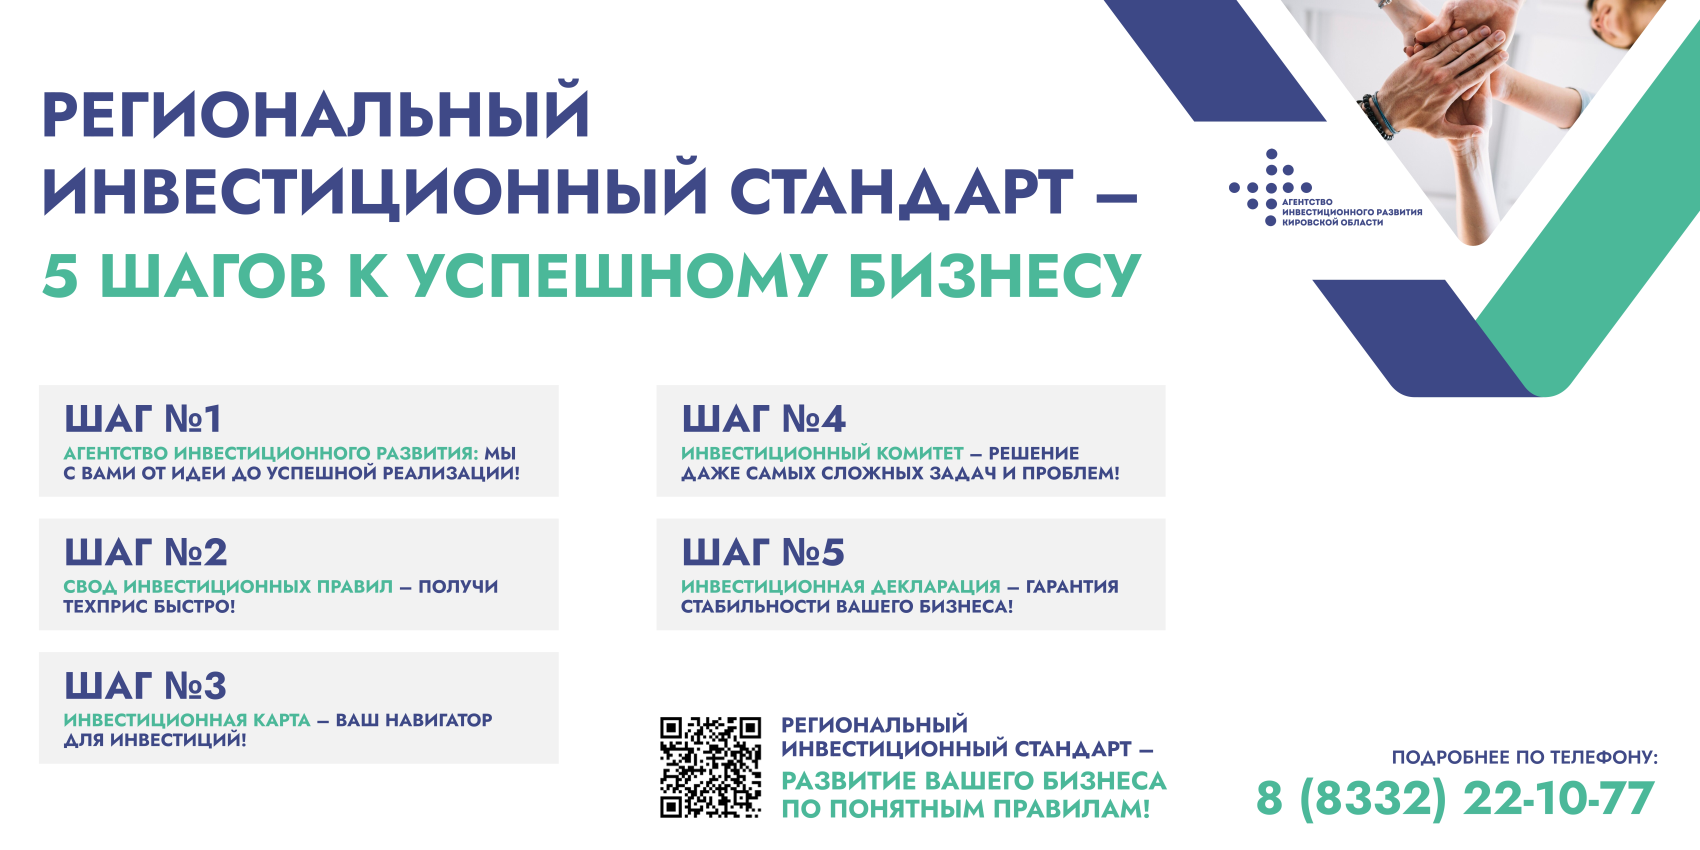 РЕГИОНАЛЬНЫЙ
ИНВЕСТИЦИОННЫЙ СТАНДАРТ –
5 ШАГОВ К УСПЕШНОМУ БИЗНЕСУ
АГЕНТСТВО
ИНВЕСТИЦИОННОГО РАЗВИТИЯ
КИРОВСКОЙ ОБЛАСТИ
ШАГ №1
АГЕНТСТВО ИНВЕСТИЦИОННОГО РАЗВИТИЯ: МЫ
С ВАМИ ОТ ИДЕИ ДО УСПЕШНОЙ РЕАЛИЗАЦИИ!
ШАГ №2
СВОД ИНВЕСТИЦИОННЫХ ПРАВИЛ – ПОЛУЧИ
ТЕХПРИС БЫСТРО!
ШАГ №3
ИНВЕСТИЦИОННАЯ КАРТА – ВАШ НАВИГАТОР
ДЛЯ ИНВЕСТИЦИЙ!
ШАГ №4
ИНВЕСТИЦИОННЫЙ КОМИТЕТ – РЕШЕНИЕ
ДАЖЕ САМЫХ СЛОЖНЫХ ЗАДАЧ И ПРОБЛЕМ!
ШАГ №5
ИНВЕСТИЦИОННАЯ ДЕКЛАРАЦИЯ – ГАРАНТИЯ
СТАБИЛЬНОСТИ ВАШЕГО БИЗНЕСА!
РЕГИОНАЛЬНЫЙ
ИНВЕСТИЦИОННЫЙ СТАНДАРТ –
РАЗВИТИЕ ВАШЕГО БИЗНЕСА
ПО ПОНЯТНЫМ ПРАВИЛАМ!
ПОДРОБНЕЕ ПО ТЕЛЕФОНУ:
8 (8332) 22-10-77